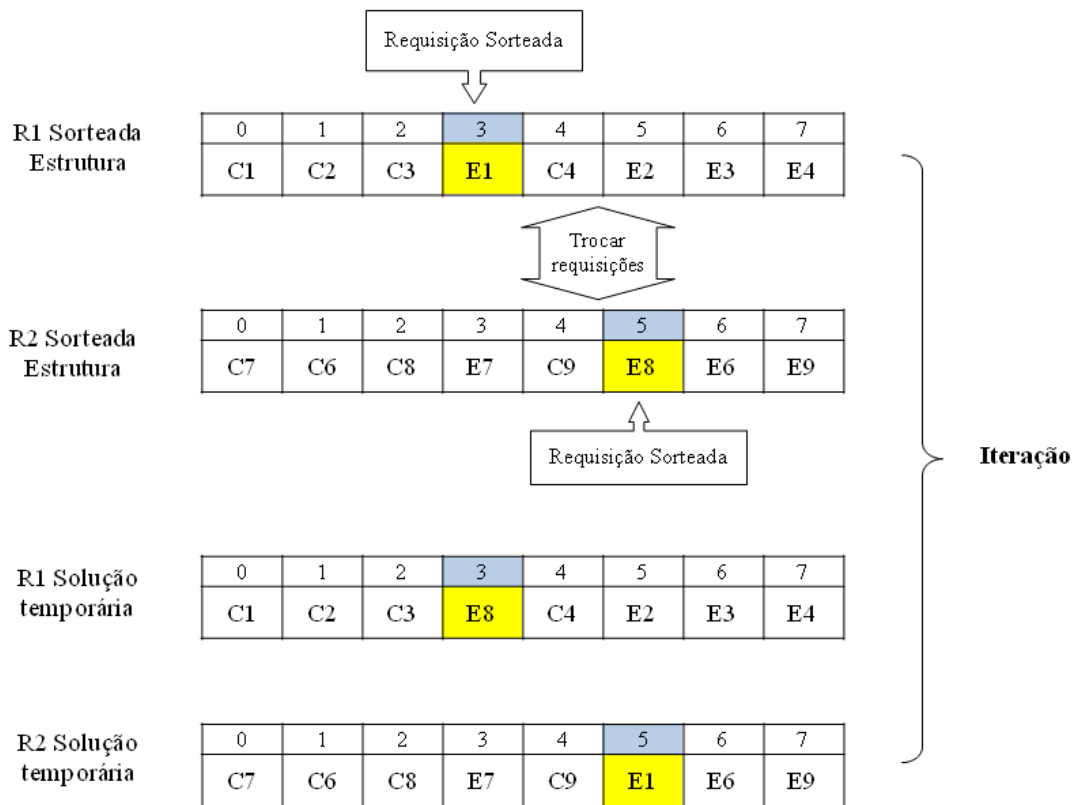 Requisição Sorteada
R1 Sorteada
Estrutura
0 1 2 3 4 5 6 7
C1 C2 C3 E1 C4 E2 E3 E4
Trocar
requisições
R2 Sorteada
Estrutura
0 1 2 3 4 5 6 7
C7 C6 C8 E7 C9 E8 E6 E9
Requisição Sorteada
Iteração
R1 Solução
temporária
0 1 2 3 4 5 6 7
C1 C2 C3 E8 C4 E2 E3 E4
R2 Solução
temporária
0 1 2 3 4 5 6 7
C7 C6 C8 E7 C9 E1 E6 E9